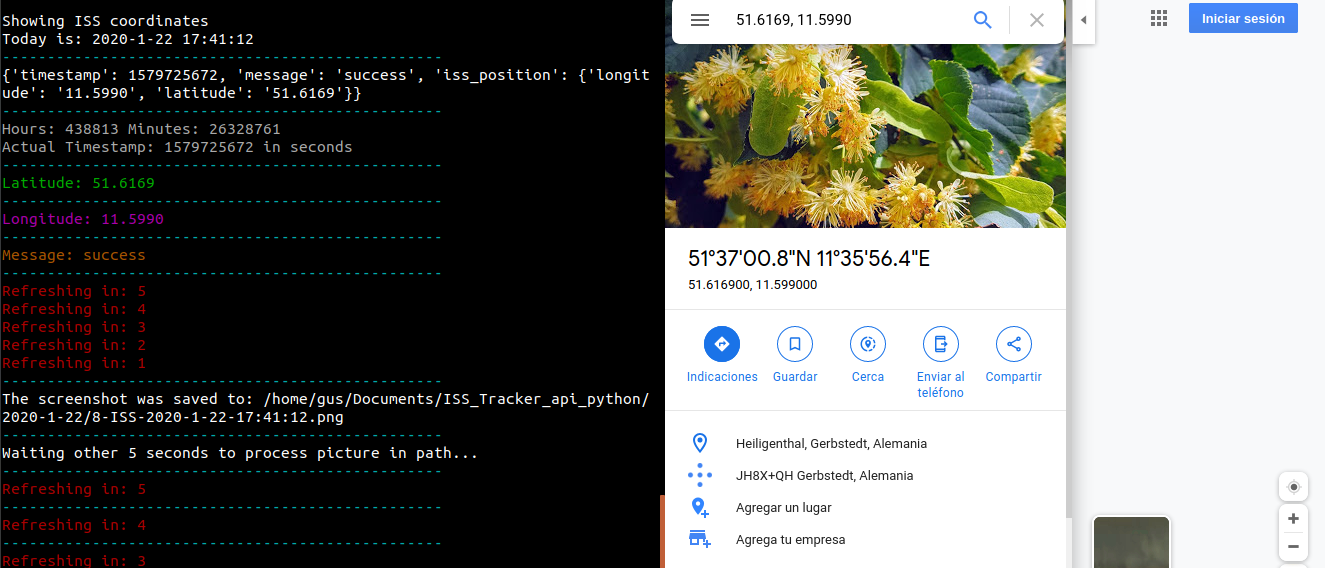 Showing ISS coordinates
Today is: 2020-1-22 17:41:12
-------------------------------------------------
{'timestamp': 1579725672, 'message': 'success', 'iss_position': {'longit
ude': '11.5990', 'latitude': '51.6169'}}
-------------------------------------------------
Hours: 438813 Minutes: 26328761
Actual Timestamp: 1579725672 in seconds
-------------------------------------------------
Latitude: 51.6169
-------------------------------------------------
Longitude: 11.5990
-------------------------------------------------
Message: success
-------------------------------------------------
Refreshing in: 5
Refreshing in: 4
Refreshing in: 3
Refreshing in: 2
Refreshing in: 1
-------------------------------------------------
The screenshot was saved to: /home/gus/Documents/ISS_Tracker_api_python/
2020-1-22/8-ISS-2020-1-22-17:41:12.png
-------------------------------------------------
Waiting other 5 seconds to process picture in path...
-------------------------------------------------
Refreshing in: 5
-------------------------------------------------
Refreshing in: 4
-------------------------------------------------
Refreshing in: 3
51.6169, 11.5990
Iniciar sesión
51°37'00.8"N 11°35'56.4"E
51.616900, 11.599000
Indicaciones
Guardar
Cerca
Enviar al
teléfono
Compartir
Heiligenthal, Gerbstedt, Alemania
JH8X+QH Gerbstedt, Alemania
Agregar un lugar
Agrega tu empresa